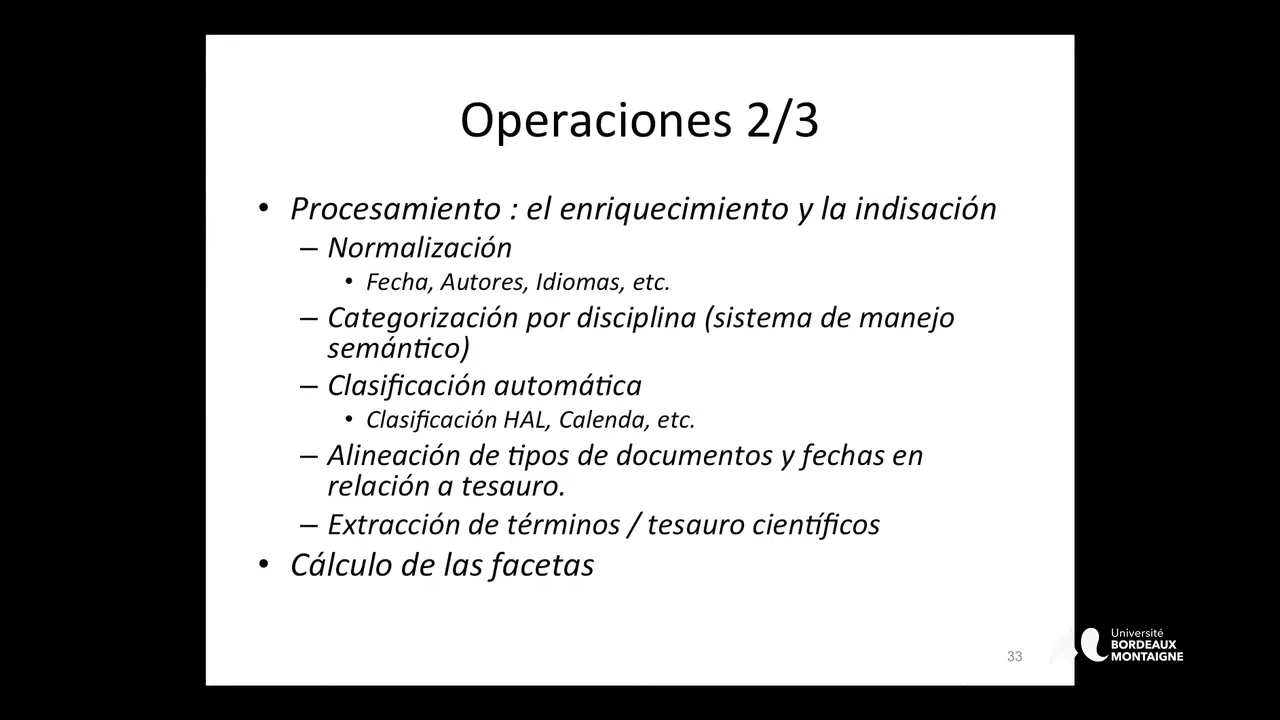 Operaciones 2/3
• Procesamiento : el enriquecimiento y la indisación
– Normalización
• Fecha, Autores, Idiomas, etc.
– Categorización por disciplina (sistema de manejo
semántico)
– Clasificación automática
• Clasificación HAL, Calenda, etc.
– Alineación de tipos de documentos y fechas en
relación a tesauro.
– Extracción de términos / tesauro científicos
• Cálculo de las facetas
33
Université
BORDEAUX
MONTAIGNE